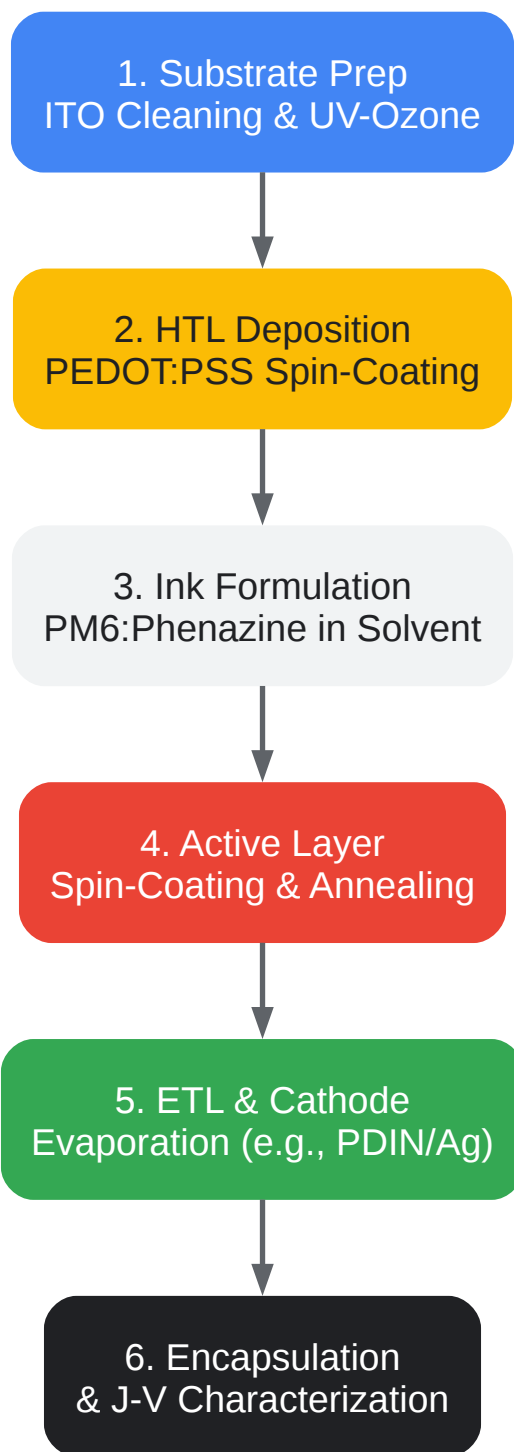 1. Substrate Prep
ITO Cleaning & UV-Ozone
2. HTL Deposition
PEDOT:PSS Spin-Coating
3. Ink Formulation
PM6:Phenazine in Solvent
4. Active Layer
Spin-Coating & Annealing
5. ETL & Cathode
Evaporation (e.g., PDIN/Ag)
6. Encapsulation
& J-V Characterization